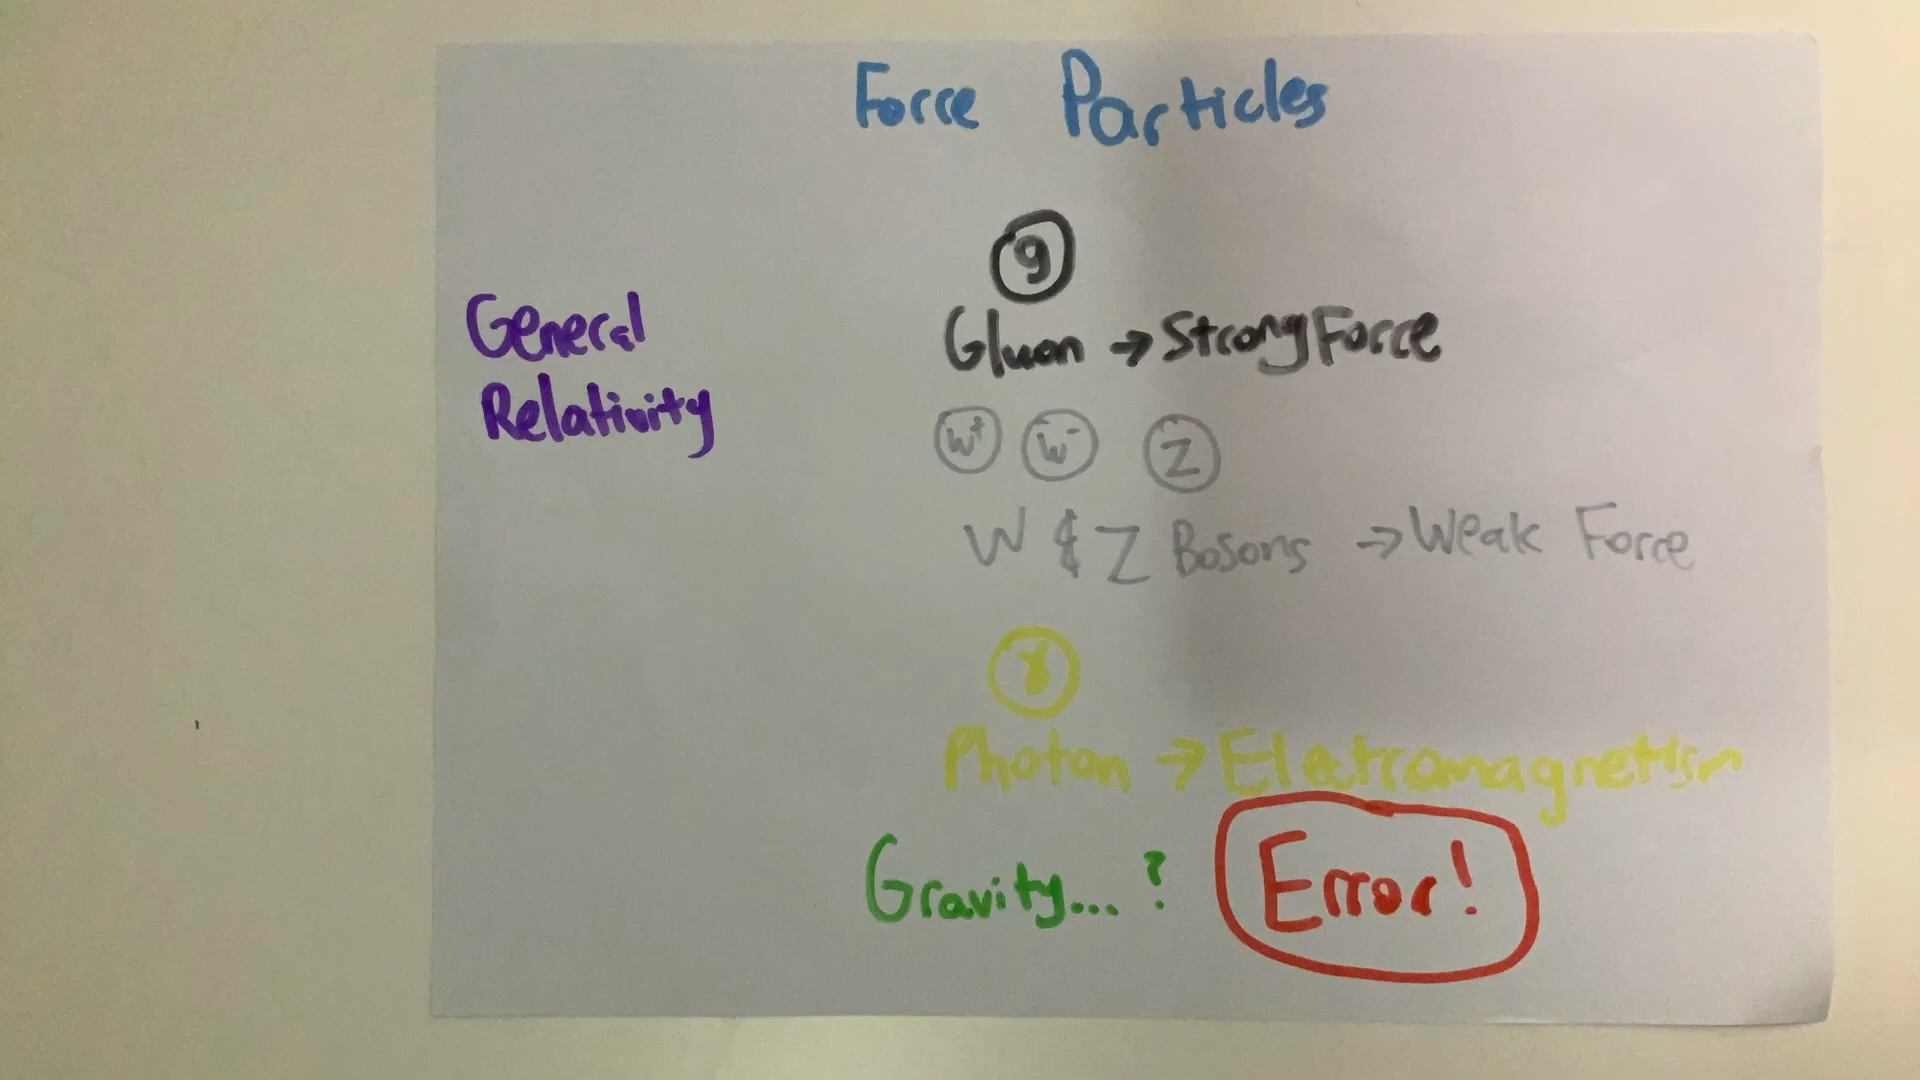 Force Particles
General
Relativity
g
Gluon → Strong Force
W+ W- Z
W & Z Bosons → Weak Force
γ
Photon → Electromagnetism
Gravity...? Error!